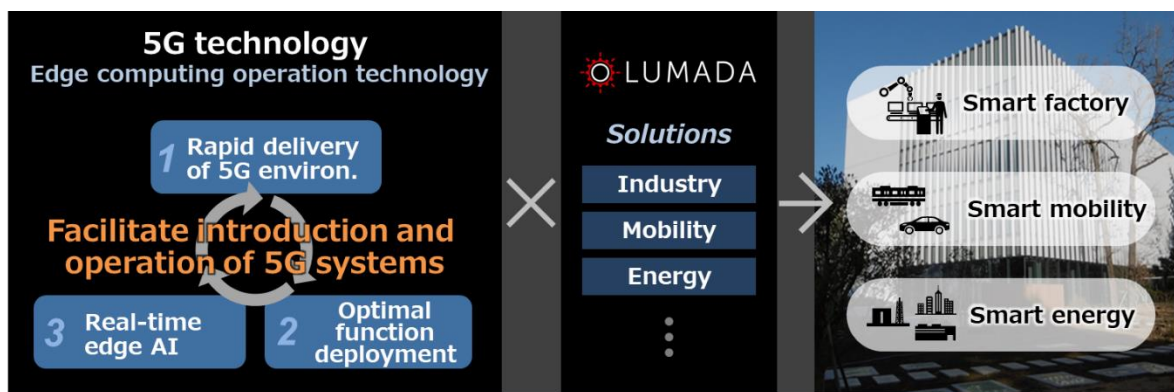 5G technology
Edge computing operation technology
1 Rapid delivery
of 5G environ.
Facilitate introduction and
operation of 5G systems
3 Real-time
edge AI
2 Optimal
function
deployment
LUMADA
Solutions
Industry
Mobility
Energy
Smart factory
Smart mobility
Smart energy